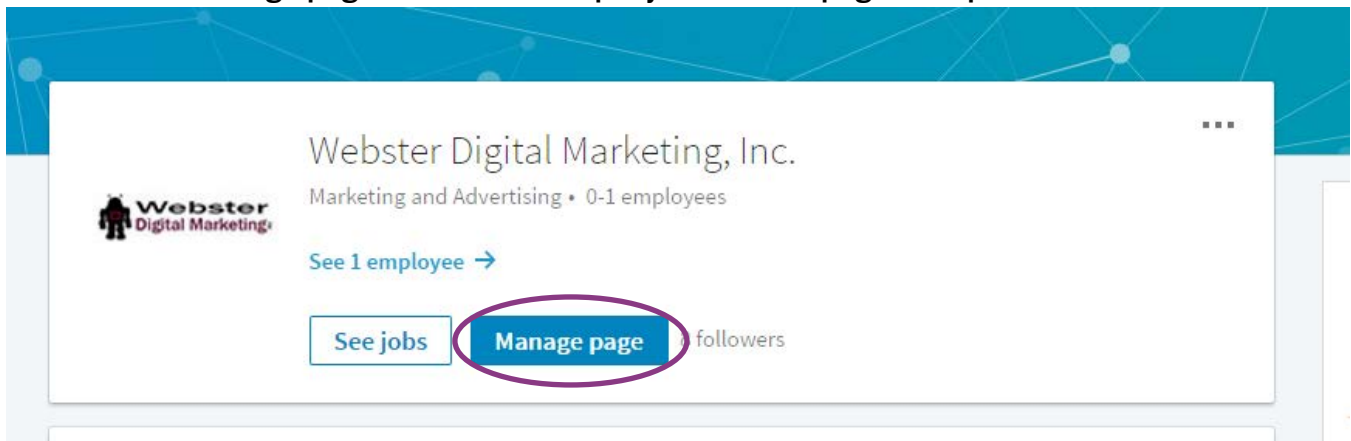 Webster Digital Marketing, Inc.
Marketing and Advertising • 0-1 employees
Webster
Digital Marketing
See 1 employee →
See jobs
Manage page
followers